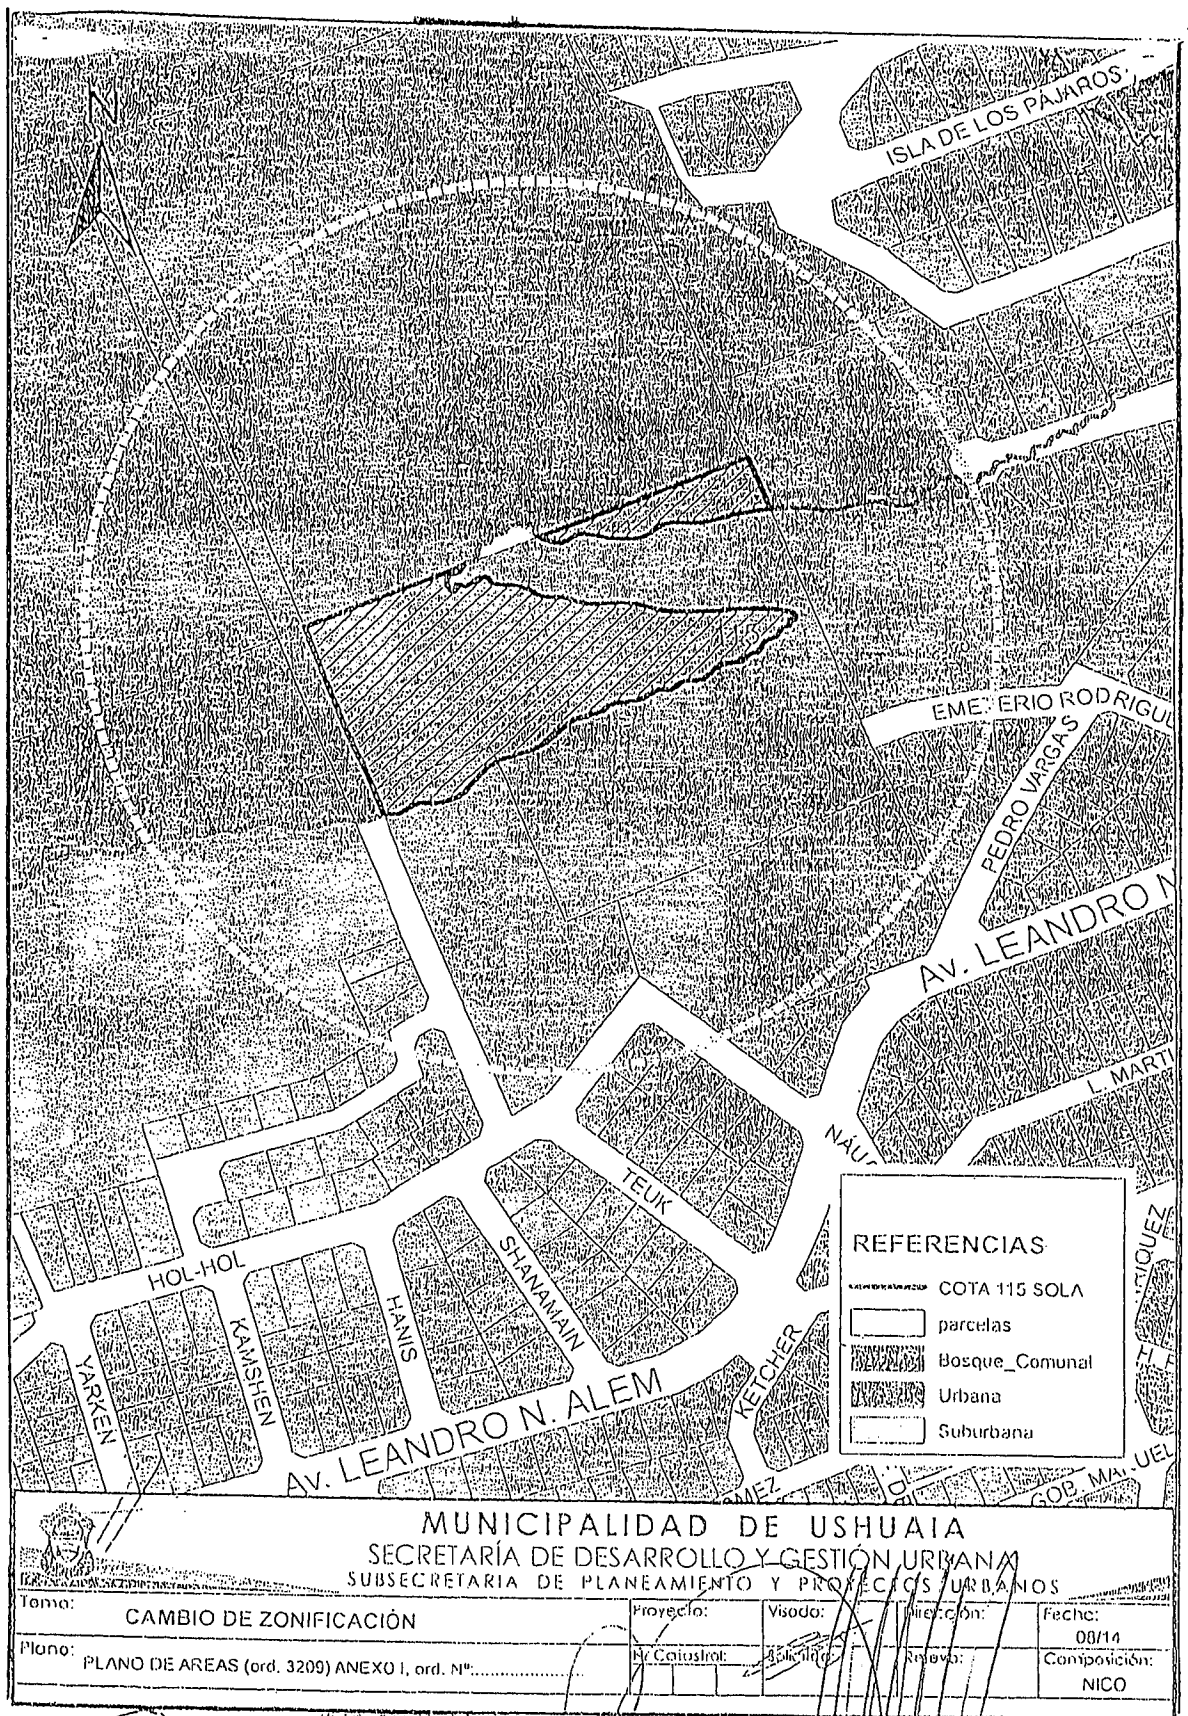 N
ISLA DE LOS PÁJAROS
EMETERIO RODRIGUE
PEDRO VARGAS
Av. LEANDRO N
L. MARTI
TEUK
SHANAMAIN
HOL-HOL
HANIS
KAMSHEN
YARKEN
KETCHER
Av. LEANDRO N. ALEM
GOB. MANUEL
REFERENCIAS
COTA 115 SOLA
parcelas
Bosque_Comunal
Urbana
Suburbana
MUNICIPALIDAD DE USHUAIA
SECRETARÍA DE DESARROLLO Y GESTIÓN URBANA
SUBSECRETARIA DE PLANEAMIENTO Y PROYECTOS URBANOS
Tema:
CAMBIO DE ZONIFICACIÓN
Proyecto:
Visado:
Dirección:
Fecha:
08/14
Plano:
PLANO DE AREAS (ord. 3209) ANEXO I, ord. Nº:......................
Composición:
NICO